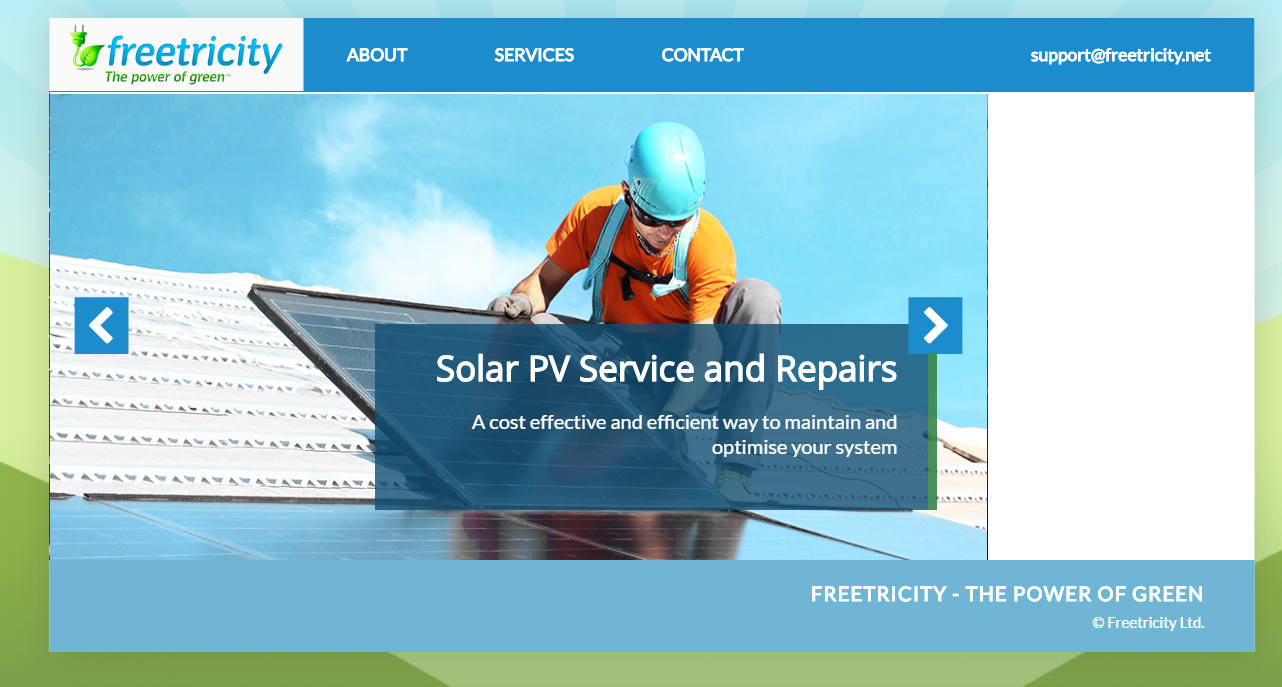 freetricity
The power of green
ABOUT
SERVICES
CONTACT
support@freetricity.net
Solar PV Service and Repairs
A cost effective and efficient way to maintain and
optimise your system
FREETRICITY - THE POWER OF GREEN
© Freetricity Ltd.